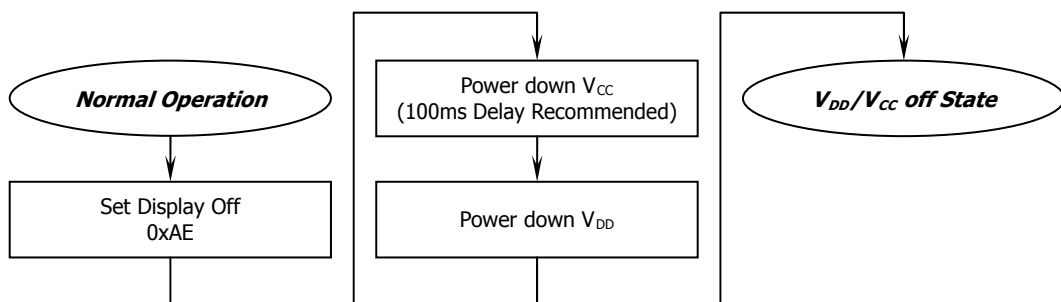 Normal Operation
Set Display Off
0xAE
Power down VCC
(100ms Delay Recommended)
Power down VDD
VDD/VCC off State